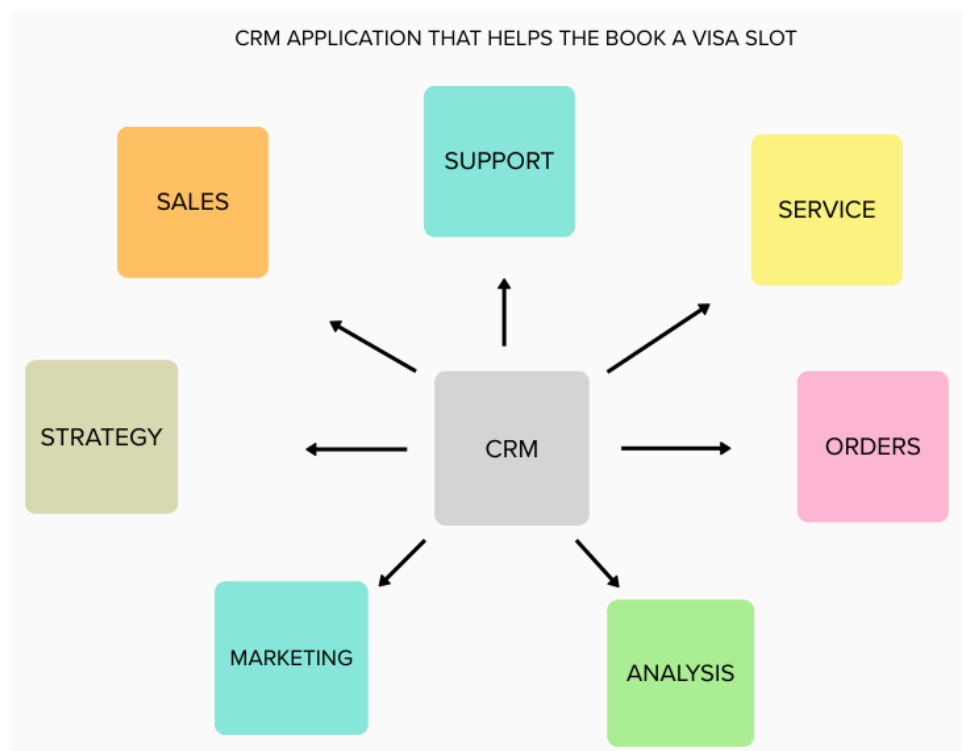 CRM APPLICATION THAT HELPS THE BOOK A VISA SLOT
SUPPORT
SALES
SERVICE
STRATEGY
CRM
ORDERS
MARKETING
ANALYSIS